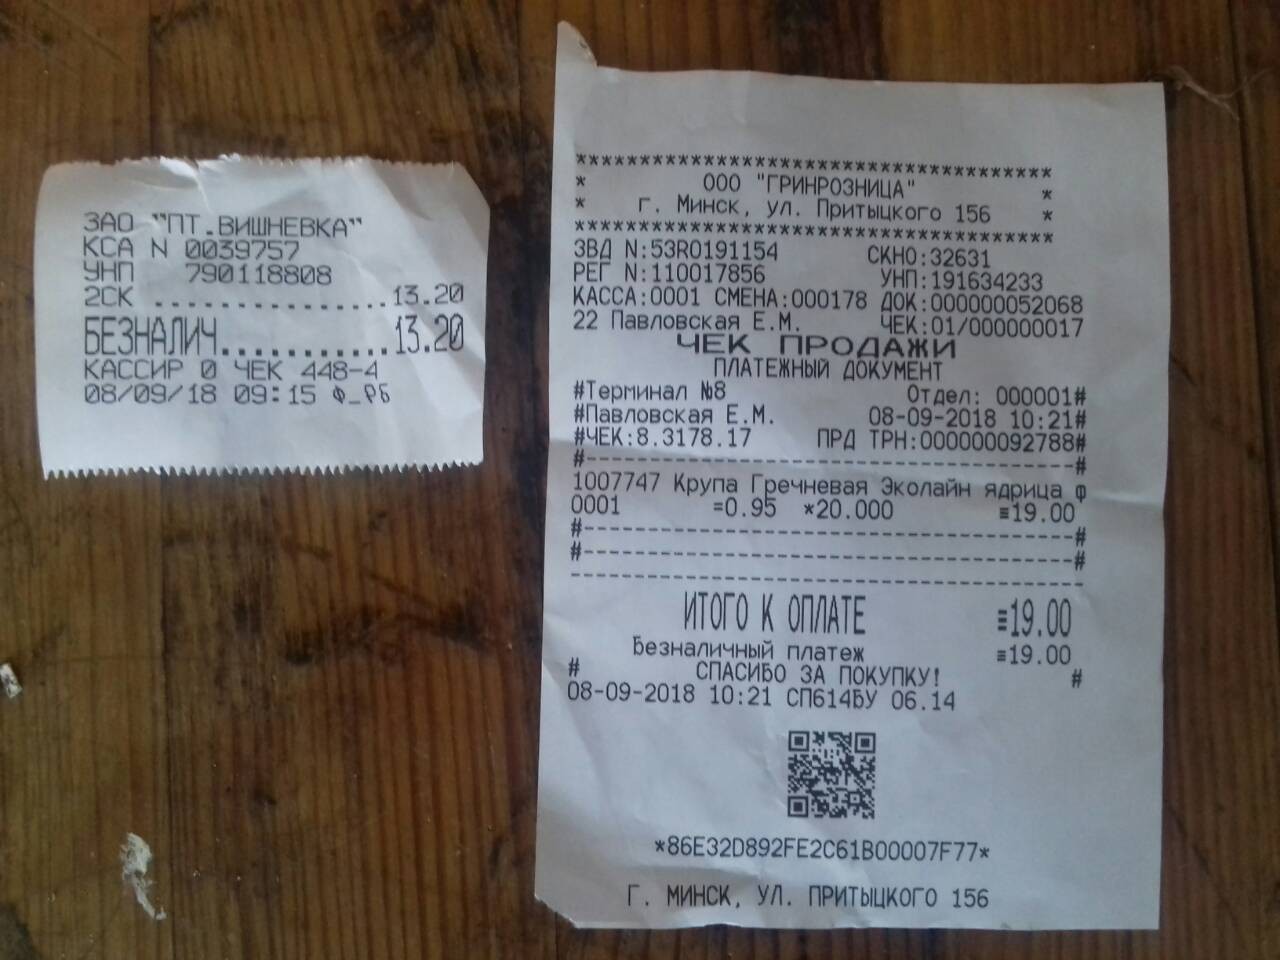 ЗАО "ПТ.ВИШНЕВКА"
КСА N 0039757
УНП 790118808
2СК ................13.20
БЕЗНАЛИЧ...........13.20
КАССИР 0 ЧЕК 448-4
08/09/18 09:15 Ф_РБ
*************************************
* ООО "ГРИНРОЗНИЦА" *
* г. Минск, ул. Притыцкого 156 *
*************************************
ЗВД N:53R0191154 СКНО:32631
РЕГ N:110017856 УНП:191634233
КАССА:0001 СМЕНА:000178 ДОК:000000052068
22 Павловская Е.М. ЧЕК:01/000000017
ЧЕК ПРОДАЖИ
ПЛАТЕЖНЫЙ ДОКУМЕНТ
#Терминал №8 Отдел: 000001#
#Павловская Е.М. 08-09-2018 10:21#
#ЧЕК:8.3178.17 ПРД ТРН:000000092788#
#--------------------------------------#
1007747 Крупа Гречневая Эколайн ядрица ф
0001 =0.95 *20.000 ≡19.00
#--------------------------------------#
#--------------------------------------#
----------------------------------------
ИТОГО К ОПЛАТЕ ≡19.00
Безналичный платеж ≡19.00
# СПАСИБО ЗА ПОКУПКУ! #
08-09-2018 10:21 СП614БУ 06.14
*86E32D892FE2C61B00007F77*
Г. МИНСК, УЛ. ПРИТЫЦКОГО 156